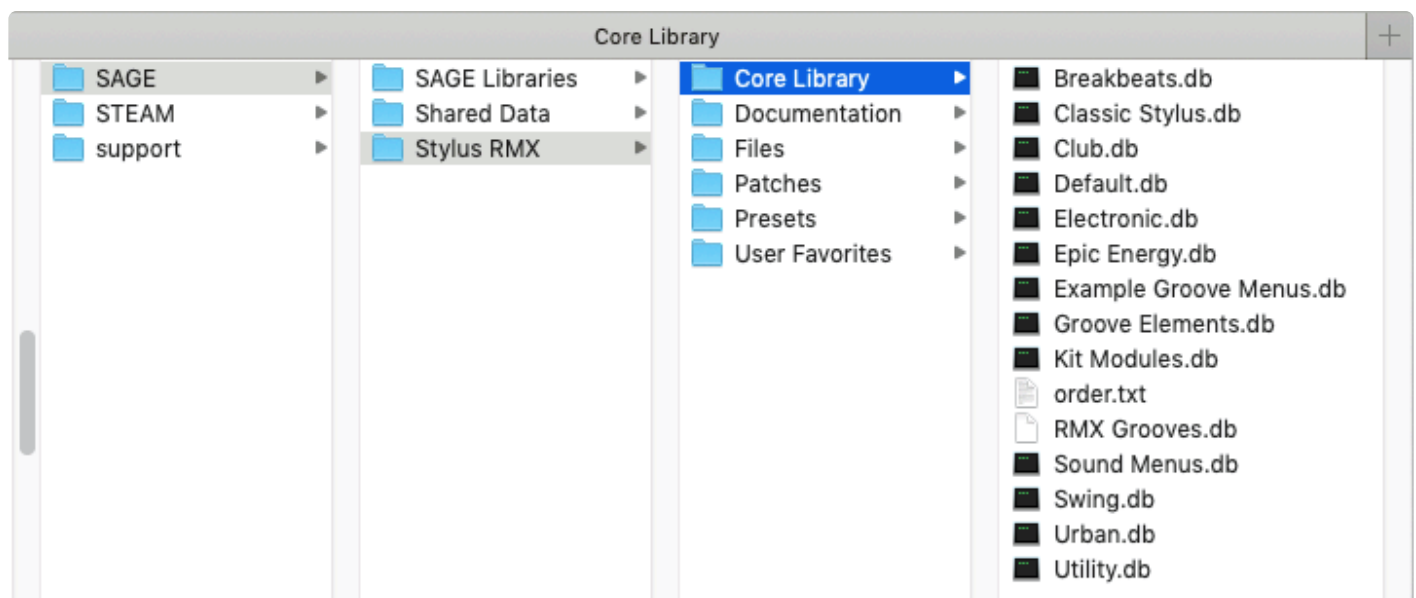 Core Library
SAGE
STEAM
support
SAGE Libraries
Shared Data
Stylus RMX
Core Library
Documentation
Files
Patches
Presets
User Favorites
Breakbeats.db
Classic Stylus.db
Club.db
Default.db
Electronic.db
Epic Energy.db
Example Groove Menus.db
Groove Elements.db
Kit Modules.db
order.txt
RMX Grooves.db
Sound Menus.db
Swing.db
Urban.db
Utility.db